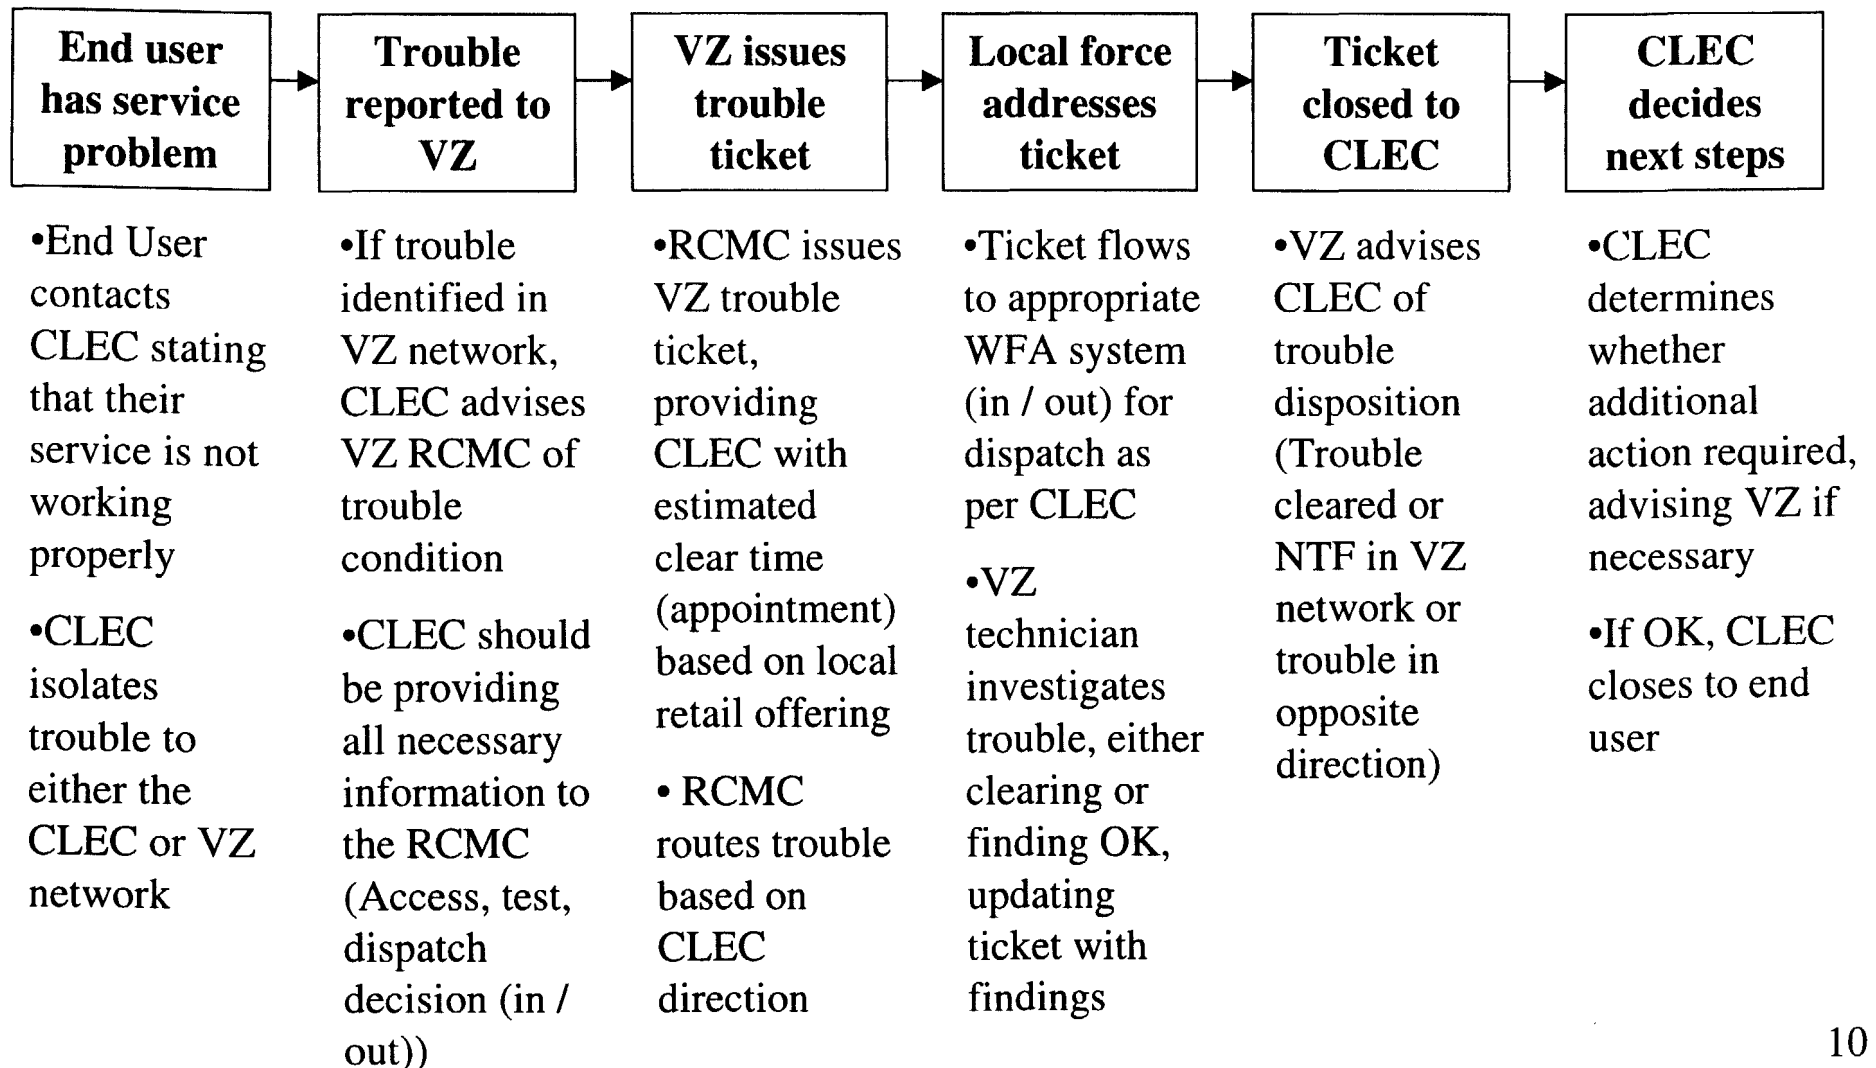 End user
has service
problem
Trouble
reported to
VZ
VZ issues
trouble
ticket
Local force
addresses
ticket
Ticket
closed to
CLEC
CLEC
decides
next steps
•End User
contacts
CLEC stating
that their
service is not
working
properly
•CLEC
isolates
trouble to
either the
CLEC or VZ
network
•If trouble
identified in
VZ network,
CLEC advises
VZ RCMC of
trouble
condition
•CLEC should
be providing
all necessary
information to
the RCMC
(Access, test,
dispatch
decision (in /
out))
•RCMC issues
VZ trouble
ticket,
providing
CLEC with
estimated
clear time
(appointment)
based on local
retail offering
• RCMC
routes trouble
based on
CLEC
direction
•Ticket flows
to appropriate
WFA system
(in / out) for
dispatch as
per CLEC
•VZ
technician
investigates
trouble, either
clearing or
finding OK,
updating
ticket with
findings
•VZ advises
CLEC of
trouble
disposition
(Trouble
cleared or
NTF in VZ
network or
trouble in
opposite
direction)
•CLEC
determines
whether
additional
action required,
advising VZ if
necessary
•If OK, CLEC
closes to end
user
10